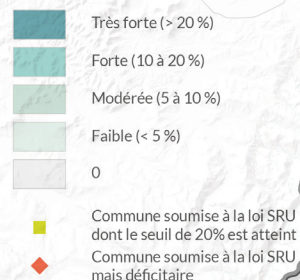 Très forte (> 20 %)
Forte (10 à 20 %)
Modérée (5 à 10 %)
Faible (< 5 %)
0
Commune soumise à la loi SRU
dont le seuil de 20% est atteint
Commune soumise à la loi SRU
mais déficitaire